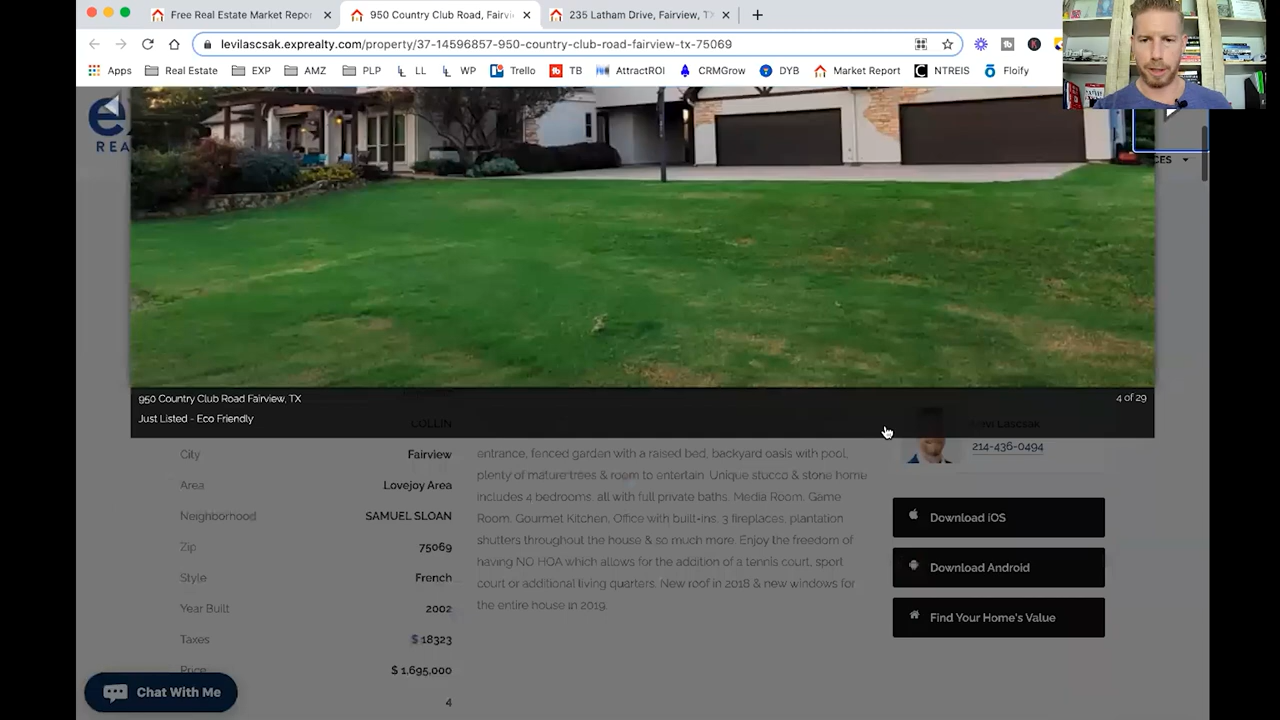 Free Real Estate Market Repor
950 Country Club Road, Fairvi
235 Latham Drive, Fairview, T
levilascsak.exprealty.com/property/37-14596857-950-country-club-road-fairview-tx-75069
Apps Real Estate EXP AMZ PLP LL WP Trello TB AttractROI CRMGrow DYB Market Report NTREIS Floify
REA
CES
950 Country Club Road Fairview, TX 4 of 29
Just Listed - Eco Friendly
COLLIN
Levi Lascsak
214-436-0494
City Fairview
Area Lovejoy Area
Neighborhood SAMUEL SLOAN
Zip 75069
Style French
Year Built 2002
Taxes $ 18323
Price $ 1,695,000
4
entrance, fenced garden with a raised bed, backyard oasis with pool,
plenty of mature trees & room to entertain. Unique stucco & stone home
includes 4 bedrooms, all with full private baths, Media Room, Game
Room, Gourmet Kitchen, Office with built-ins, 3 fireplaces, plantation
shutters throughout the house & so much more. Enjoy the freedom of
having NO HOA which allows for the addition of a tennis court, sport
court or additional living quarters. New roof in 2018 & new windows for
the entire house in 2019.
Download iOS
Download Android
Find Your Home's Value
Chat With Me